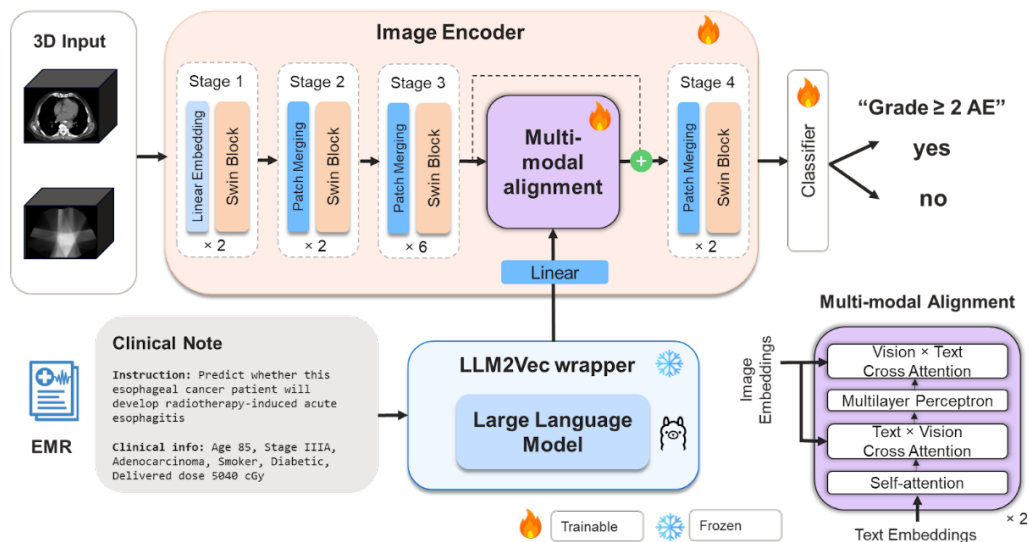 3D Input
Image Encoder
Stage 1
Linear Embedding
Swin Block
× 2
Stage 2
Patch Merging
Swin Block
× 2
Stage 3
Patch Merging
Swin Block
× 6
Multi-
modal
alignment
+
Stage 4
Patch Merging
Swin Block
× 2
Classifier
“Grade ≥ 2 AE”
yes
no
Linear
EMR
Clinical Note
Instruction: Predict whether this
esophageal cancer patient will
develop radiotherapy-induced acute
esophagitis
Clinical info: Age 85, Stage IIIA,
Adenocarcinoma, Smoker, Diabetic,
Delivered dose 5040 cGy
LLM2Vec wrapper
Large Language
Model
Multi-modal Alignment
Image
Embeddings
Vision × Text
Cross Attention
Multilayer Perceptron
Text × Vision
Cross Attention
Self-attention
× 2
Text Embeddings
Trainable
Frozen